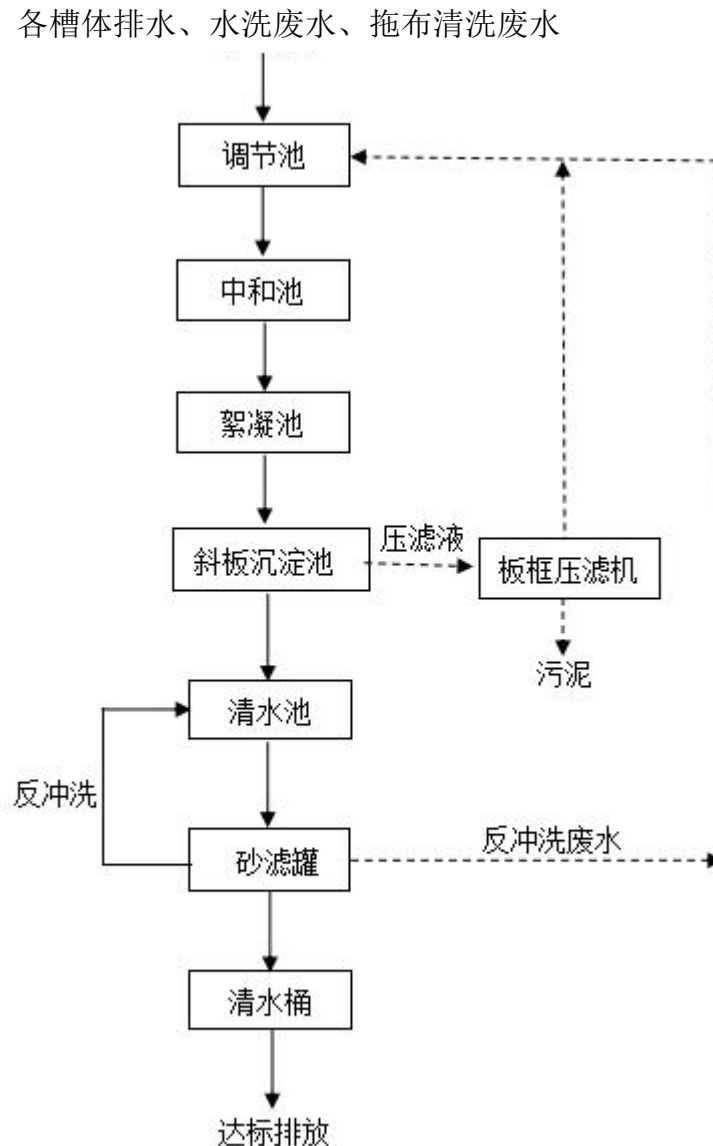 各槽体排水、水洗废水、拖布清洗废水
调节池
中和池
絮凝池
斜板沉淀池
压滤液
板框压滤机
污泥
清水池
反冲洗
砂滤罐
反冲洗废水
清水桶
达标排放